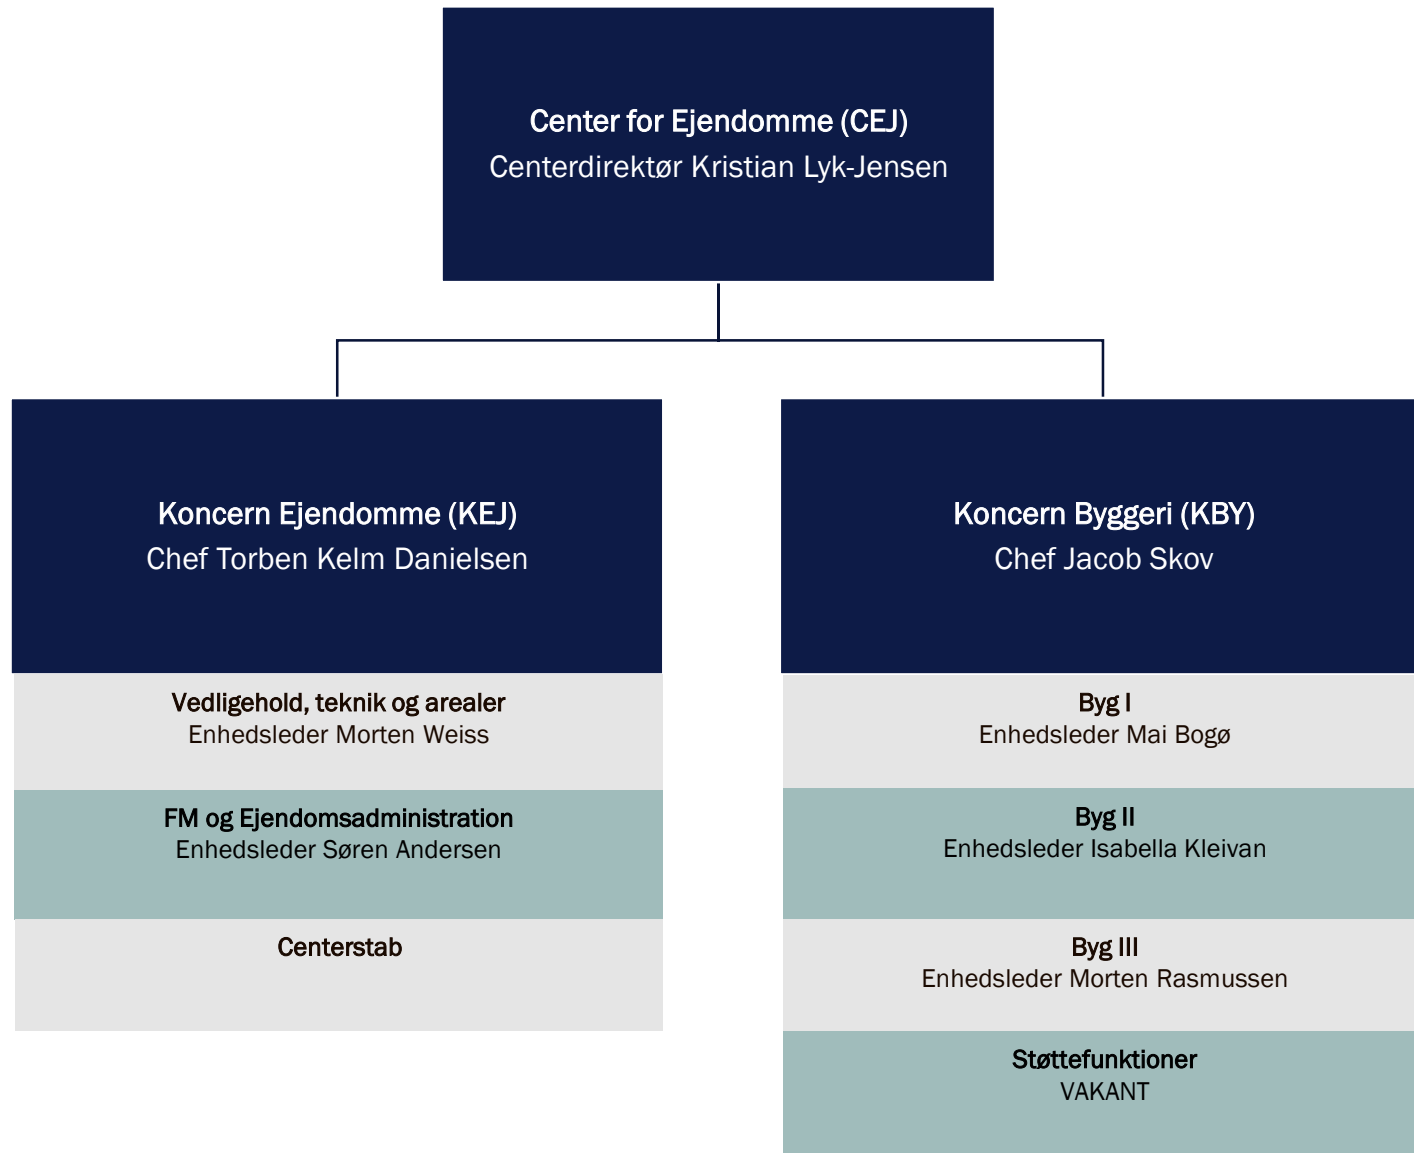 Center for Ejendomme (CEJ)
Centerdirektør Kristian Lyk-Jensen
Koncern Ejendomme (KEJ)
Chef Torben Kelm Danielsen
Vedligehold, teknik og arealer
Enhedsleder Morten Weiss
FM og Ejendomsadministration
Enhedsleder Søren Andersen
Centerstab
Koncern Byggeri (KBY)
Chef Jacob Skov
Byg I
Enhedsleder Mai Bogø
Byg II
Enhedsleder Isabella Kleivan
Byg III
Enhedsleder Morten Rasmussen
Støttefunktioner
VAKANT